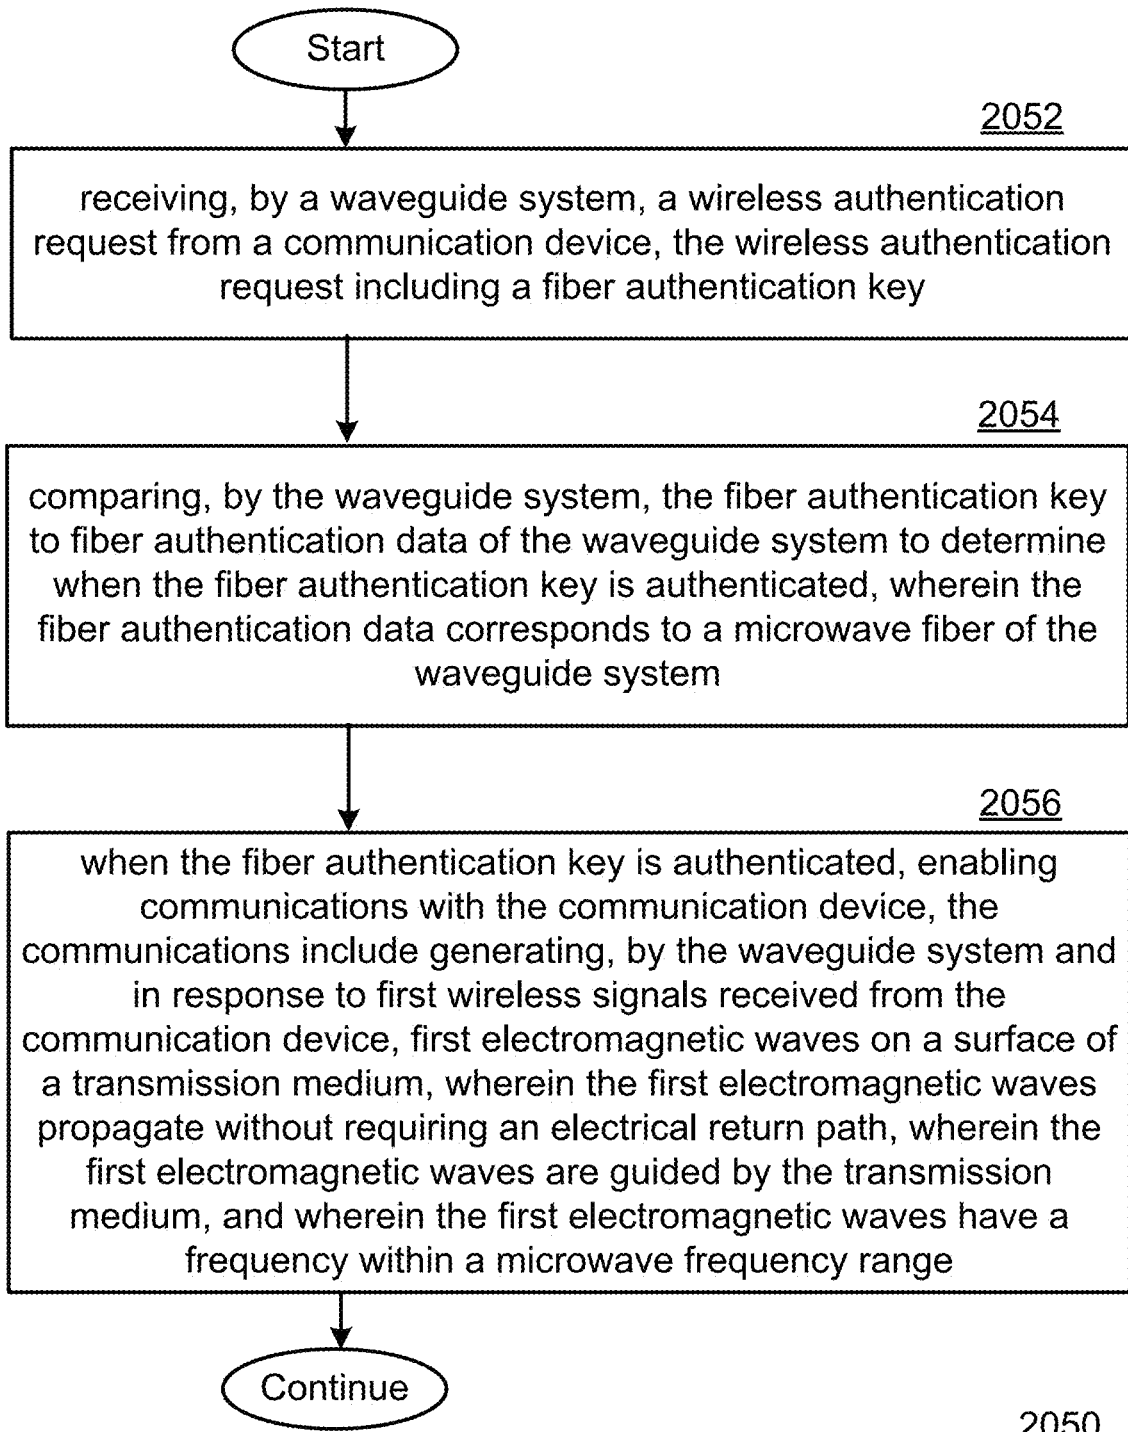 Start
2052
receiving, by a waveguide system, a wireless authentication
request from a communication device, the wireless authentication
request including a fiber authentication key
2054
comparing, by the waveguide system, the fiber authentication key
to fiber authentication data of the waveguide system to determine
when the fiber authentication key is authenticated, wherein the
fiber authentication data corresponds to a microwave fiber of the
waveguide system
2056
when the fiber authentication key is authenticated, enabling
communications with the communication device, the
communications include generating, by the waveguide system and
in response to first wireless signals received from the
communication device, first electromagnetic waves on a surface of
a transmission medium, wherein the first electromagnetic waves
propagate without requiring an electrical return path, wherein the
first electromagnetic waves are guided by the transmission
medium, and wherein the first electromagnetic waves have a
frequency within a microwave frequency range
Continue
2050